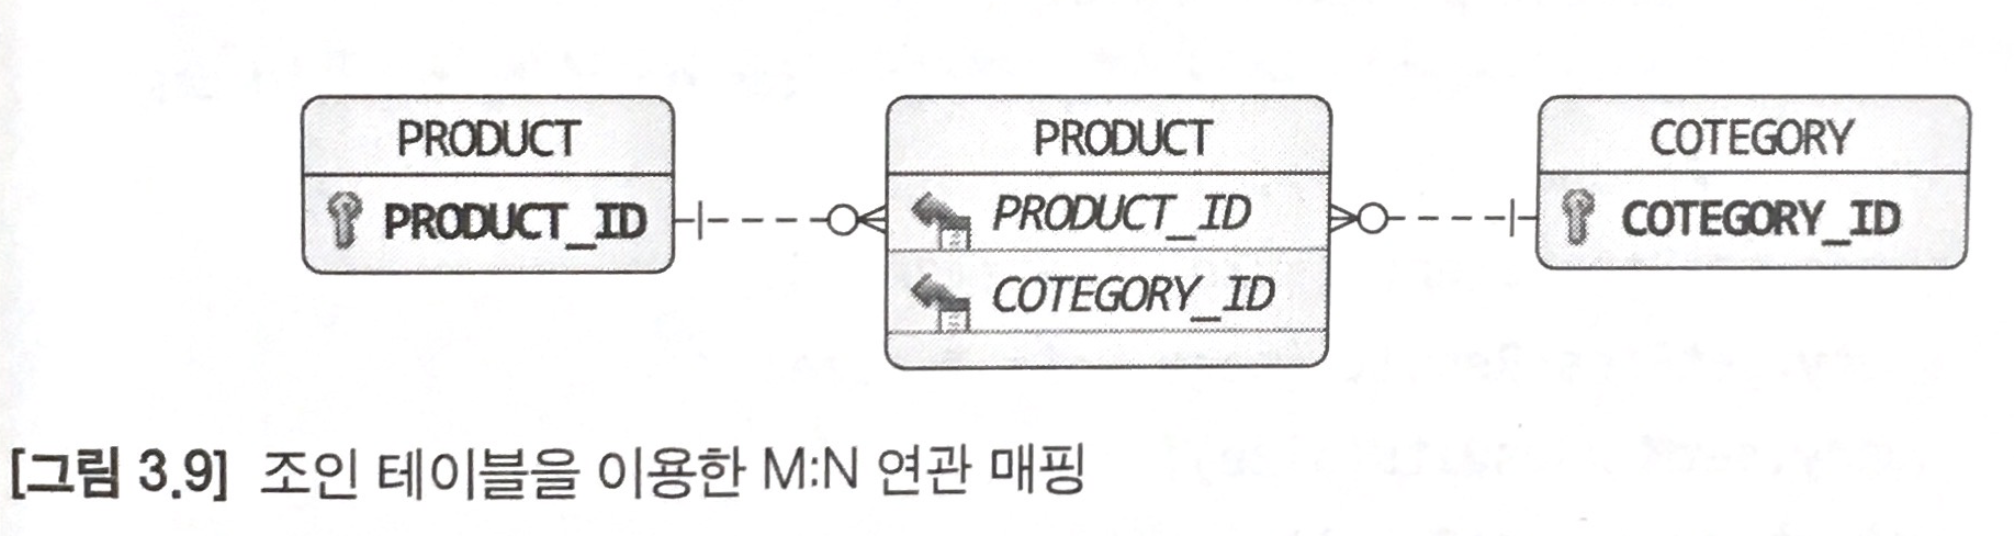 PRODUCT
PRODUCT_ID
PRODUCT
PRODUCT_ID
COTEGORY_ID
COTEGORY
COTEGORY_ID
[그림 3.9] 조인 테이블을 이용한 M:N 연관 매핑